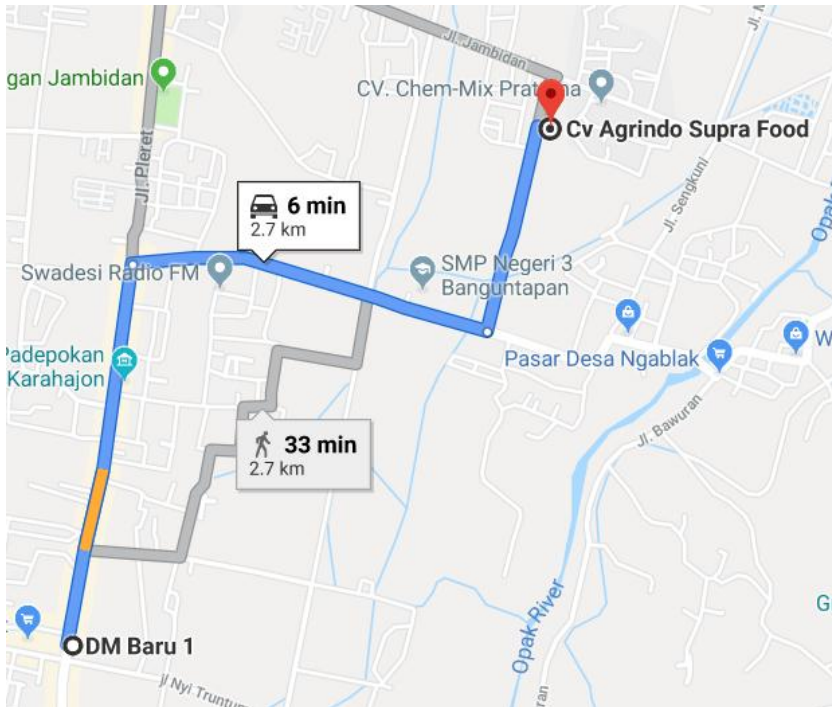 Jl. Jambidan
gan Jambidan
CV. Chem-Mix Pratama
Cv Agrindo Supra Food
Jl. Pleret
Jl. Sengkuni
6 min
2.7 km
Swadesi Radio FM
SMP Negeri 3
Banguntapan
Padepokan
Karahajon
Pasar Desa Ngablak
W
Jl. Bawuran
33 min
2.7 km
Opak River
G
DM Baru 1
jl Nyi Truntun